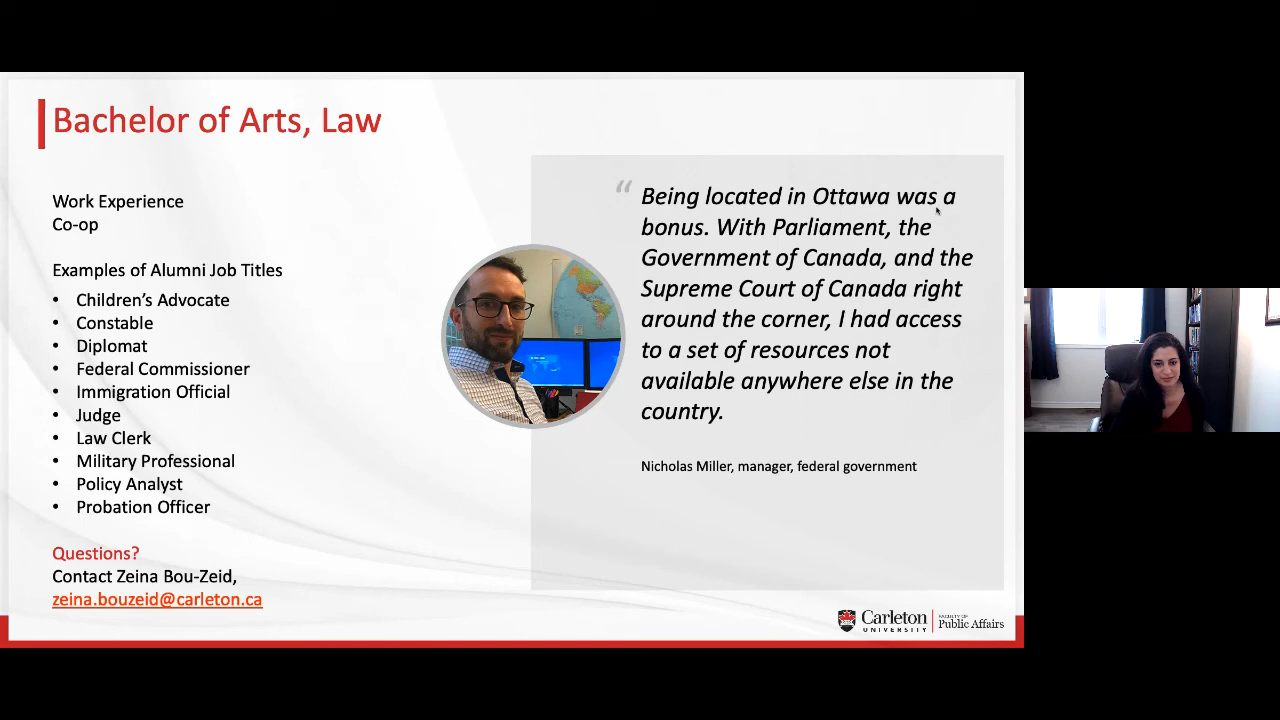 Bachelor of Arts, Law
Work Experience
Co-op
Examples of Alumni Job Titles
• Children’s Advocate
• Constable
• Diplomat
• Federal Commissioner
• Immigration Official
• Judge
• Law Clerk
• Military Professional
• Policy Analyst
• Probation Officer
Questions?
Contact Zeina Bou-Zeid,
zeina.bouzeid@carleton.ca
“ Being located in Ottawa was a
bonus. With Parliament, the
Government of Canada, and the
Supreme Court of Canada right
around the corner, I had access
to a set of resources not
available anywhere else in the
country.
Nicholas Miller, manager, federal government
Carleton
UNIVERSITY
FACULTY OF
Public Affairs